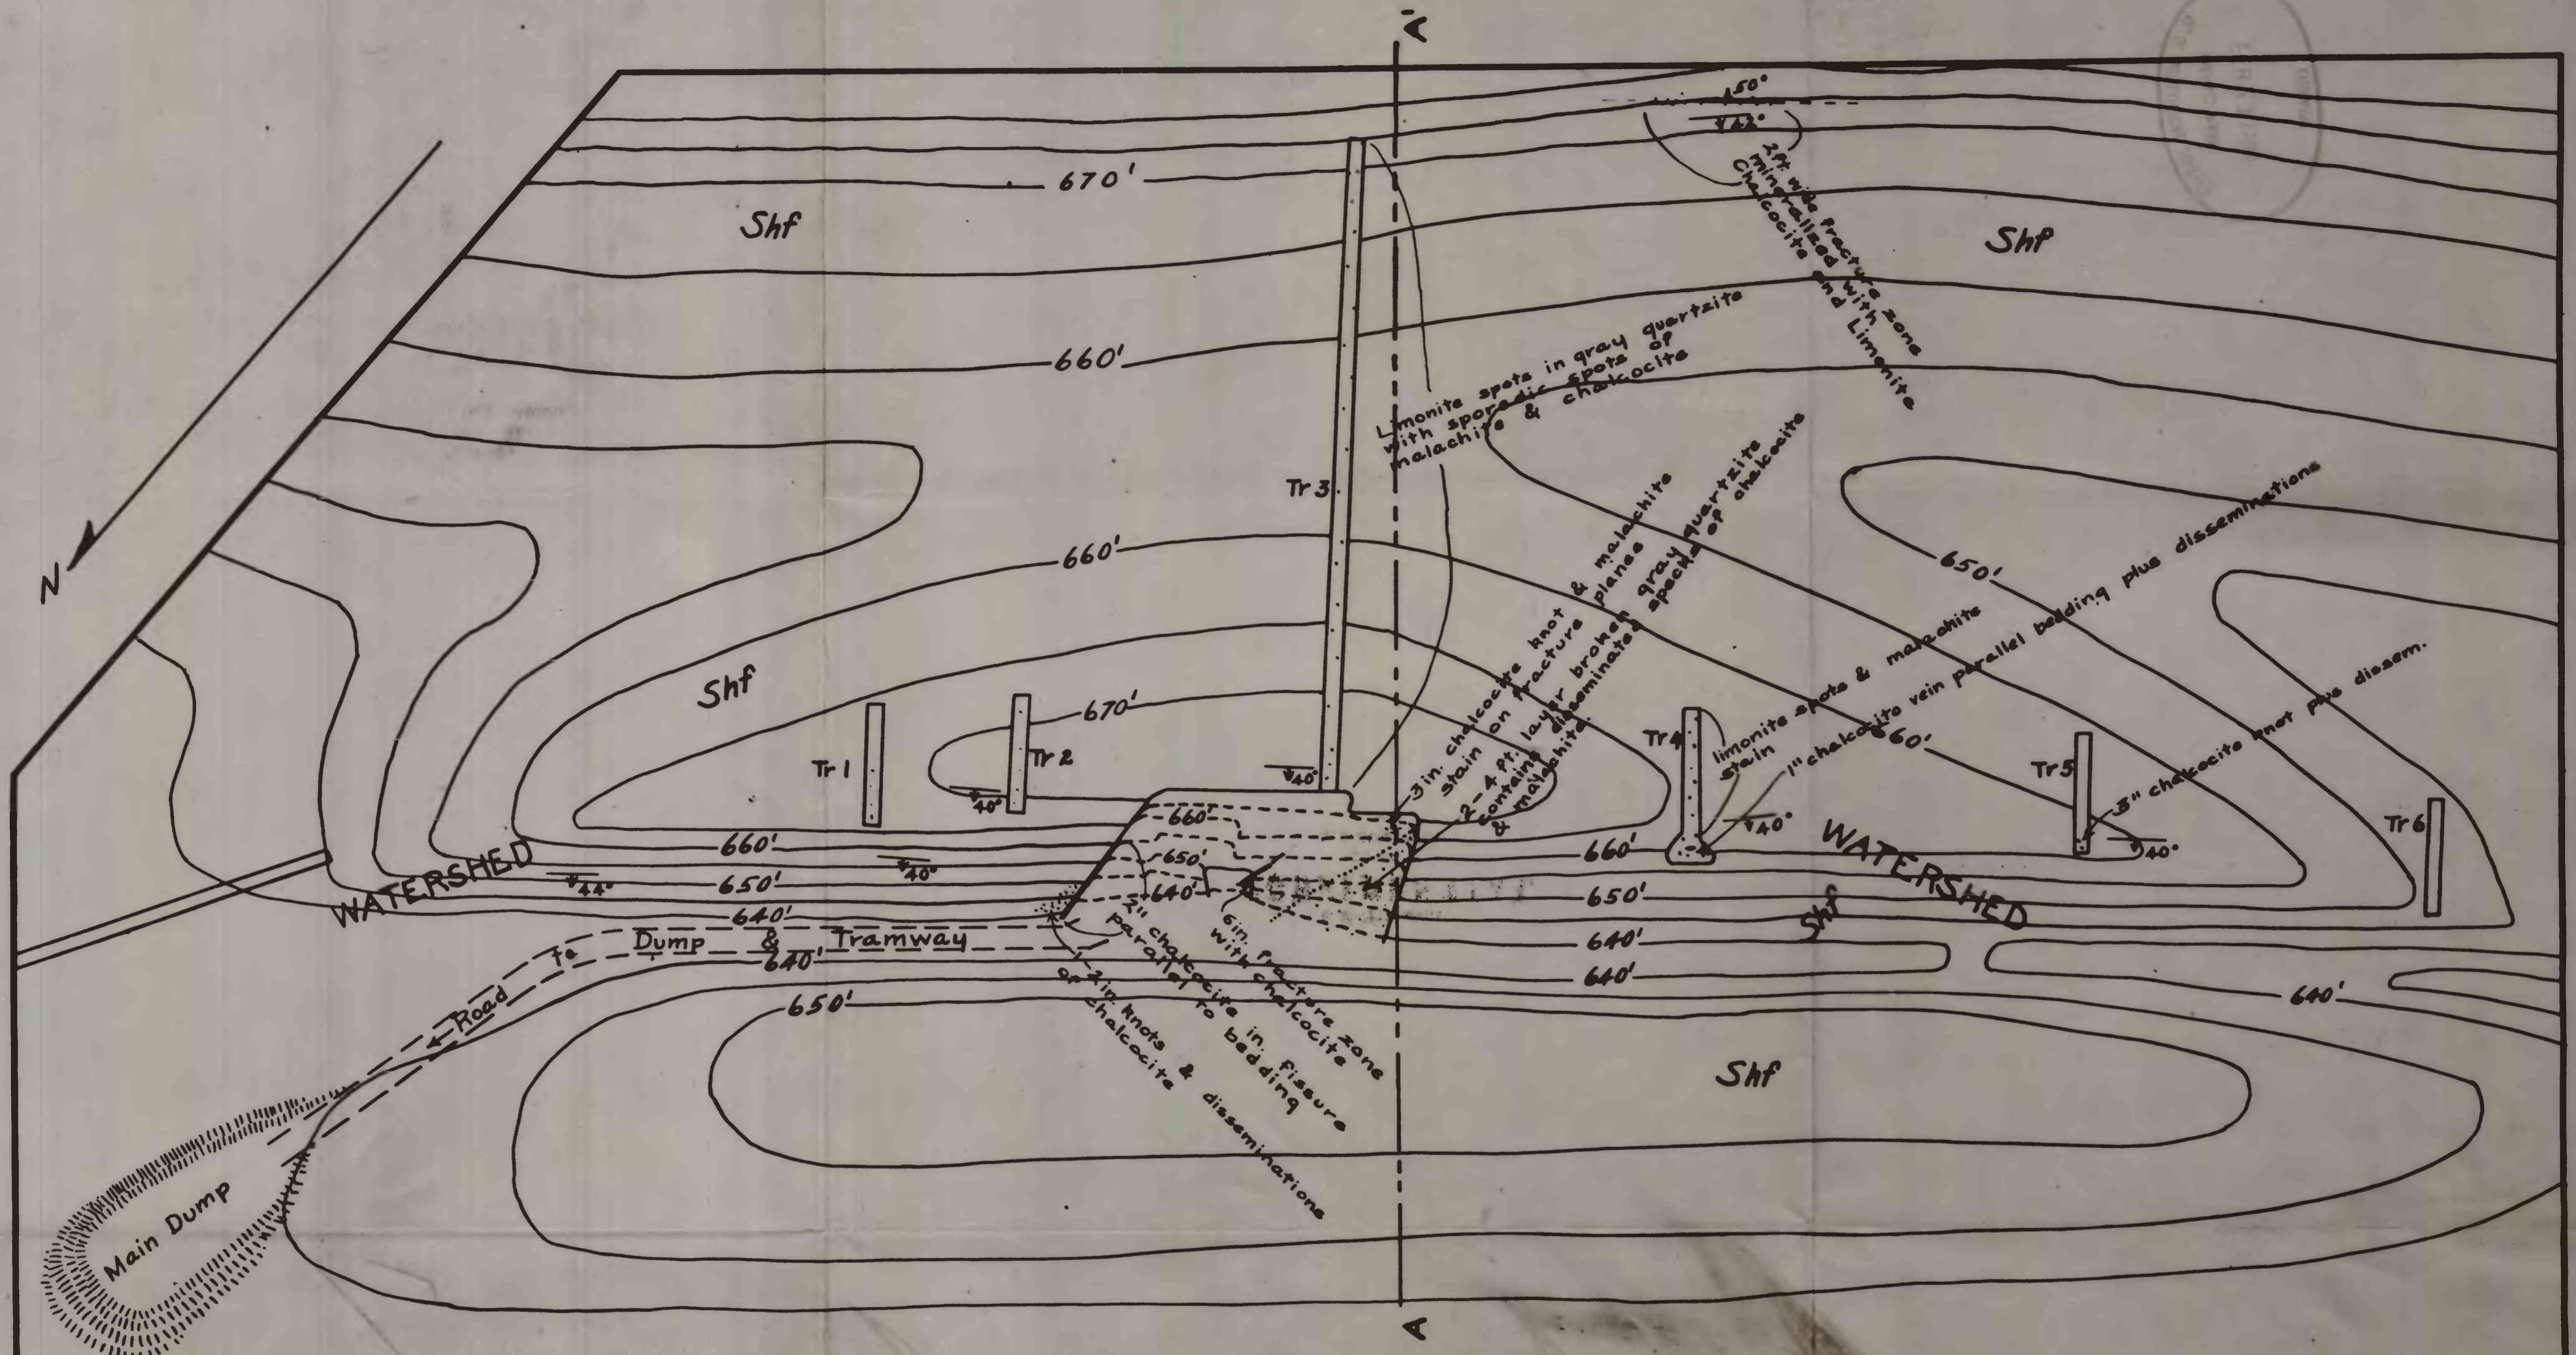 Ā
50°
42°
2 ft. wide fracture zone
mineralized with
Chalcocite and Limonite
670'
Shf
Shf
660'
Limonite spots in gray quartzite
with sporadic spots of
malachite & chalcocite
Tr 3
N
660'
650'
3 in. chalcocite knot & malachite
stain on fracture planes
2-4 ft. layer broken gray quartzite
containing disseminated specks of chalcocite
& malachite.
limonite spots & malachite
stain
1" chalcocite vein parallel bedding plus disseminations
3" chalcocite knot plus dissem.
Shf
670'
Tr 1
Tr 2
40°
40°
Tr 4
660'
Tr 5
Tr 6
40°
40°
660'
660'
650'
640'
660'
650'
640'
44°
40°
WATERSHED
WATERSHED
660'
650'
640'
Shf
640'
640'
Road to Dump & Tramway
640'
650'
2" chalcocite in fissure
parallel to bedding
6 in. fracture zone
with chalcocite
1-2 in. knots & disseminations
of chalcocite
Shf
Main Dump
A